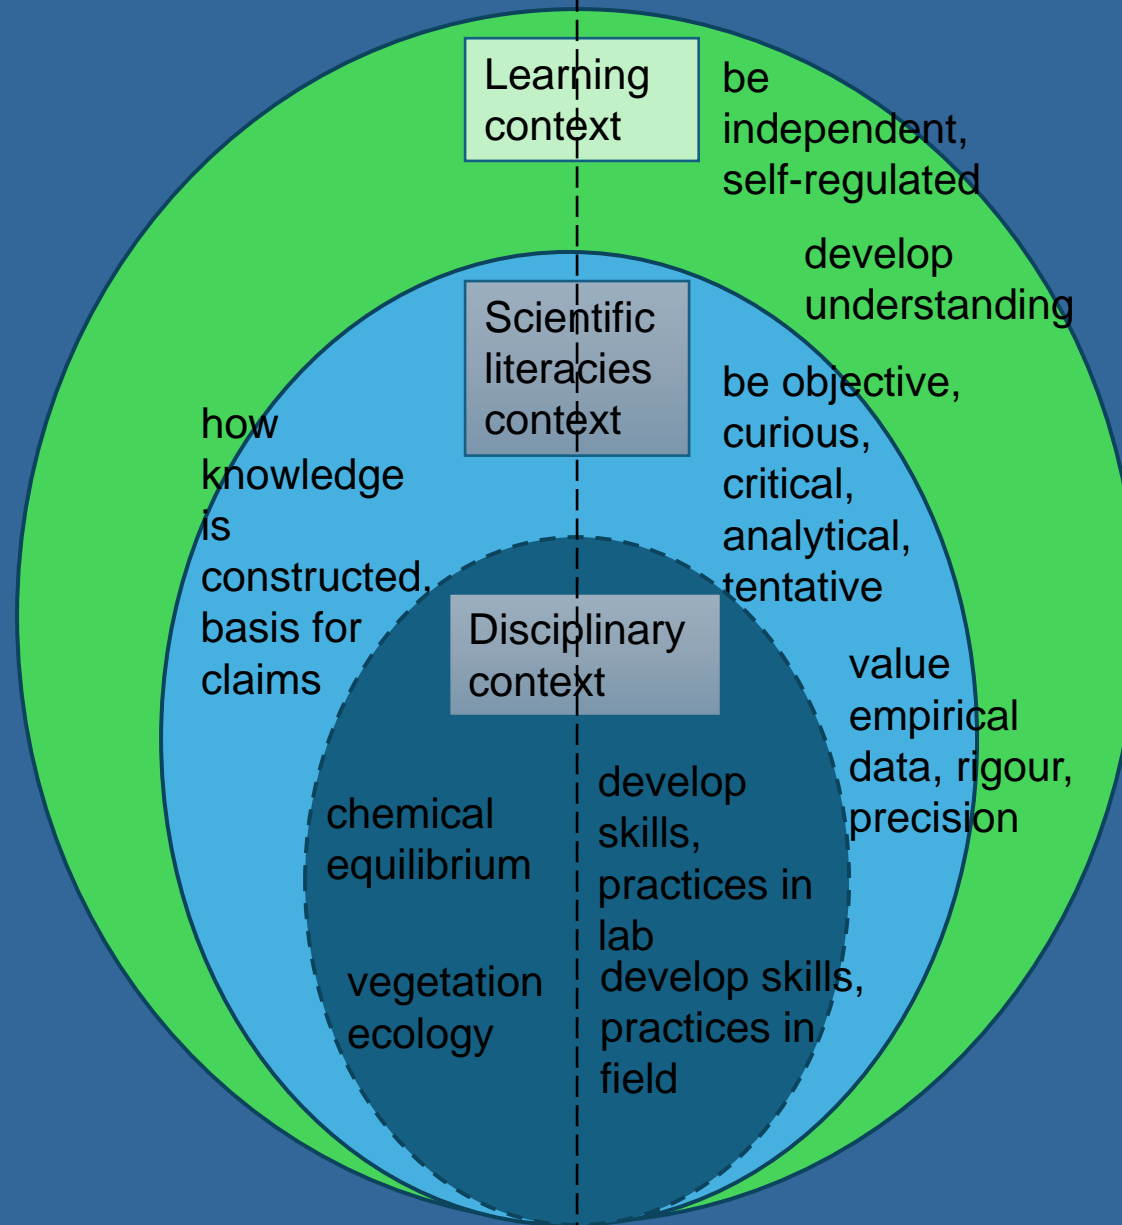 Learning
context
be
independent,
self-regulated
develop
understanding
Scientific
literacies
context
be objective,
curious,
critical,
analytical,
tentative
how
knowledge
is
constructed,
basis for
claims
Disciplinary
context
value
empirical
data, rigour,
precision
chemical
equilibrium
develop
skills,
practices in
lab
vegetation
ecology
develop skills,
practices in
field